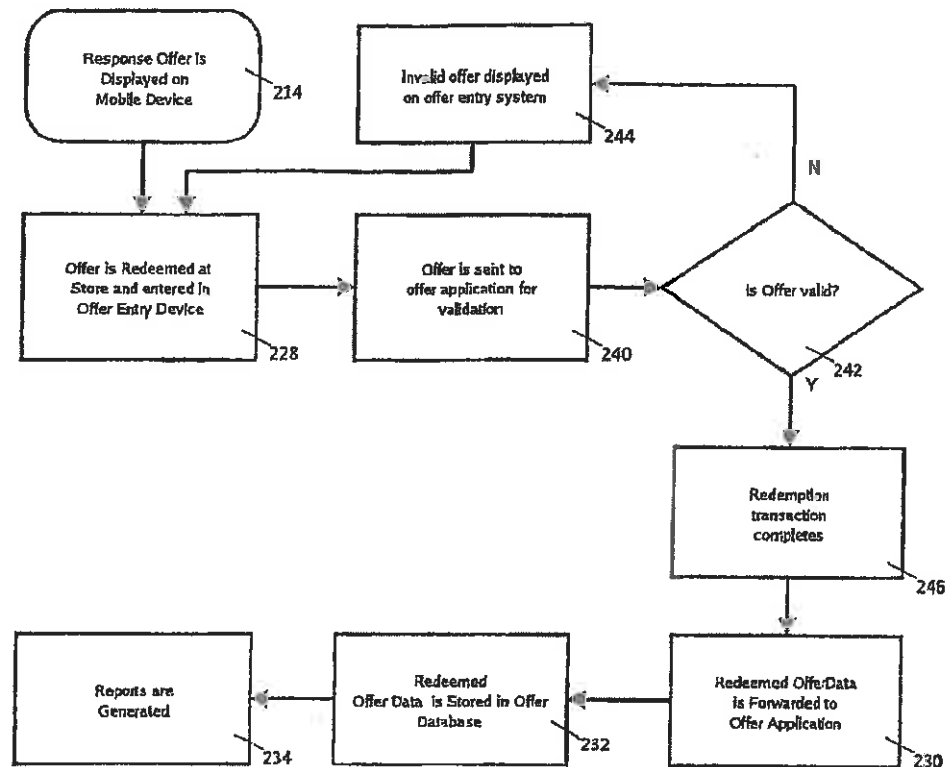 Response Offer is
Displayed on
Mobile Device
214
Invalid offer displayed
on offer entry system
244
N
Offer is Redeemed at
Store and entered in
Offer Entry Device
228
Offer is sent to
offer application for
validation
240
Is Offer valid?
242
Y
Redemption
transaction
completes
246
Reports are
Generated
234
Redeemed
Offer Data is Stored in Offer
Database
232
Redeemed OfferData
is Forwarded to
Offer Application
230